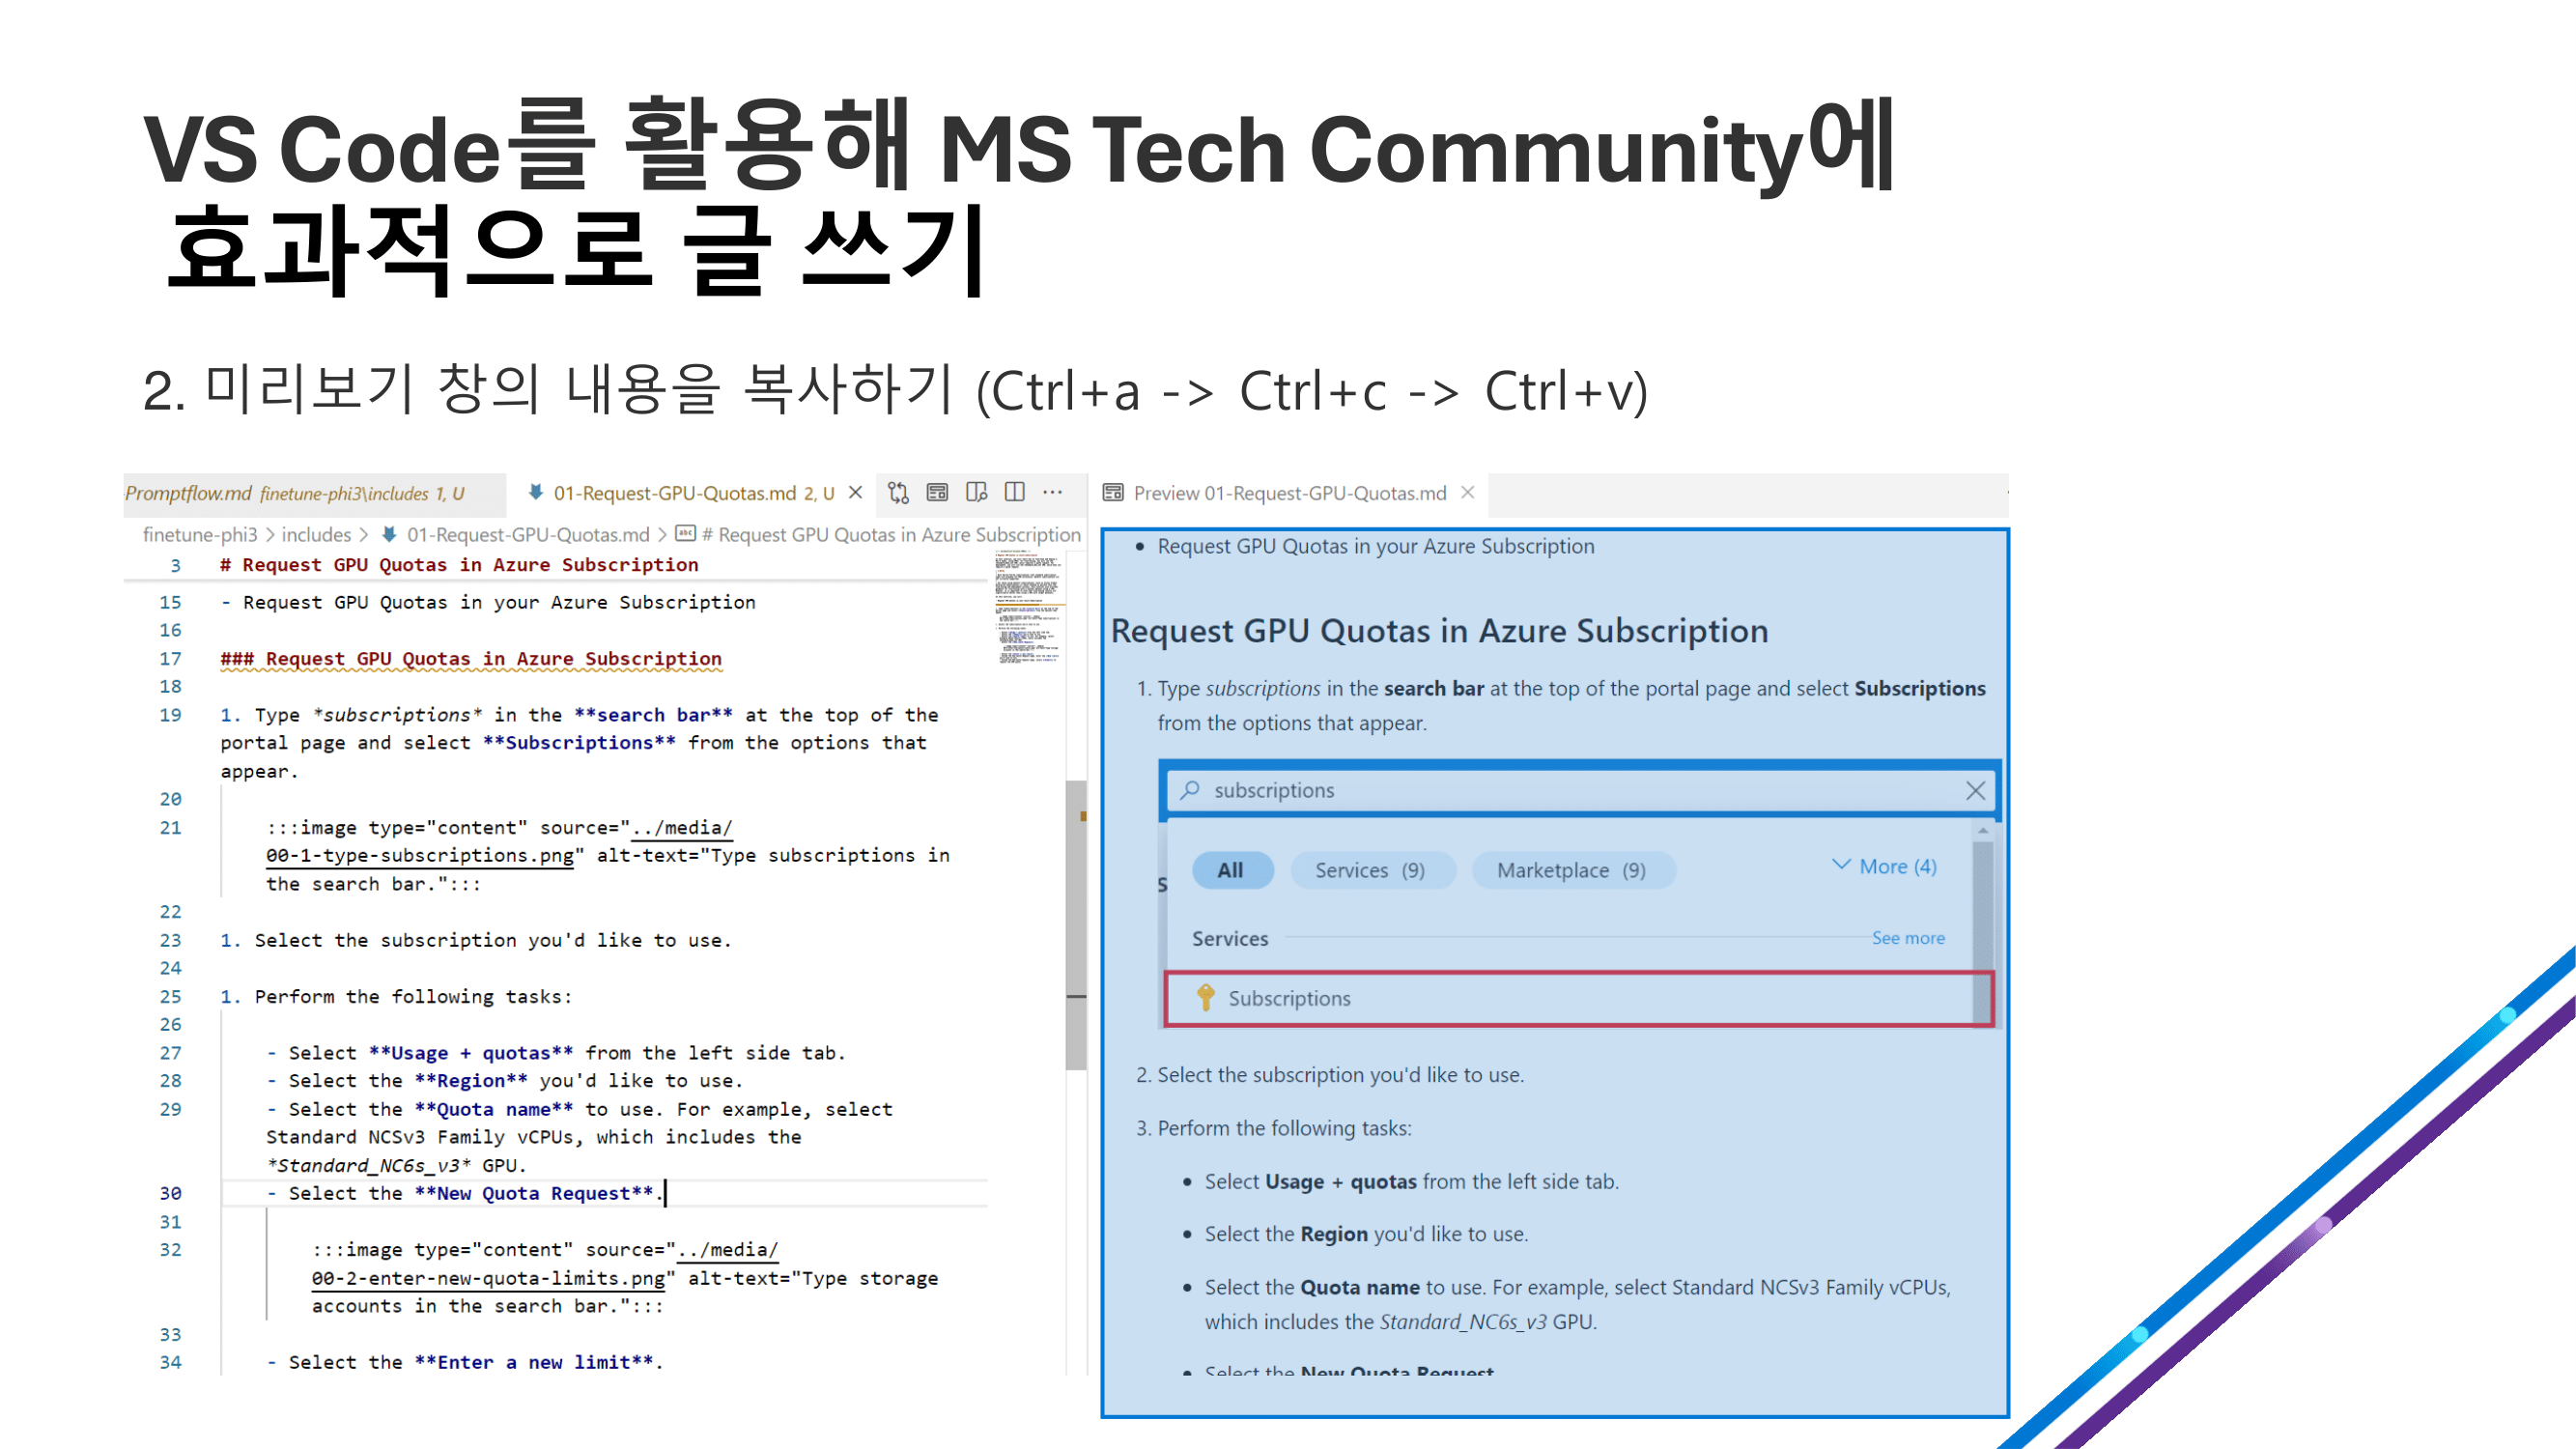 VS Code를 활용해 MS Tech Community에
효과적으로 글 쓰기
2. 미리보기 창의 내용을 복사하기 (Ctrl+a -> Ctrl+c -> Ctrl+v)
Promptflow.md finetune-phi3\includes 1, U
01-Request-GPU-Quotas.md 2, U
finetune-phi3 > includes > 01-Request-GPU-Quotas.md > # Request GPU Quotas in Azure Subscription
3 # Request GPU Quotas in Azure Subscription
15 - Request GPU Quotas in your Azure Subscription
16
17 ### Request GPU Quotas in Azure Subscription
18
19 1. Type *subscriptions* in the **search bar** at the top of the
portal page and select **Subscriptions** from the options that
appear.
20
21 :::image type="content" source="../media/
00-1-type-subscriptions.png" alt-text="Type subscriptions in
the search bar.":::
22
23 1. Select the subscription you'd like to use.
24
25 1. Perform the following tasks:
26
27 - Select **Usage + quotas** from the left side tab.
28 - Select the **Region** you'd like to use.
29 - Select the **Quota name** to use. For example, select
Standard NCSv3 Family vCPUs, which includes the
*Standard_NC6s_v3* GPU.
30 - Select the **New Quota Request**.
31
32 :::image type="content" source="../media/
00-2-enter-new-quota-limits.png" alt-text="Type storage
accounts in the search bar.":::
33
34 - Select the **Enter a new limit**.
Preview 01-Request-GPU-Quotas.md
• Request GPU Quotas in your Azure Subscription
Request GPU Quotas in Azure Subscription
1. Type subscriptions in the search bar at the top of the portal page and select Subscriptions
from the options that appear.
subscriptions
All Services (9) Marketplace (9) More (4)
S
Services See more
Subscriptions
2. Select the subscription you'd like to use.
3. Perform the following tasks:
• Select Usage + quotas from the left side tab.
• Select the Region you'd like to use.
• Select the Quota name to use. For example, select Standard NCSv3 Family vCPUs,
which includes the Standard_NC6s_v3 GPU.
• Select the New Quota Request